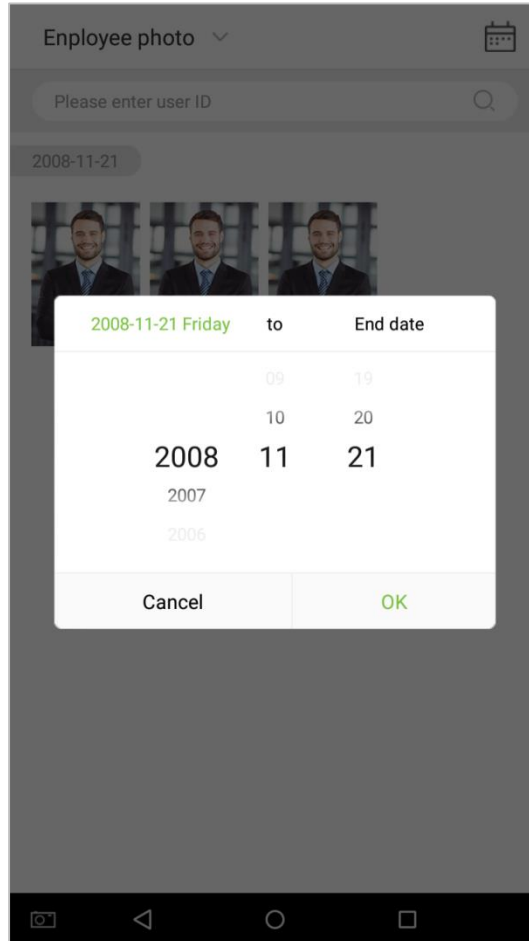 Enployee photo
Please enter user ID
2008-11-21
2008-11-21 Friday to End date
09 19
10 20
2008 11 21
2007
2006
Cancel OK